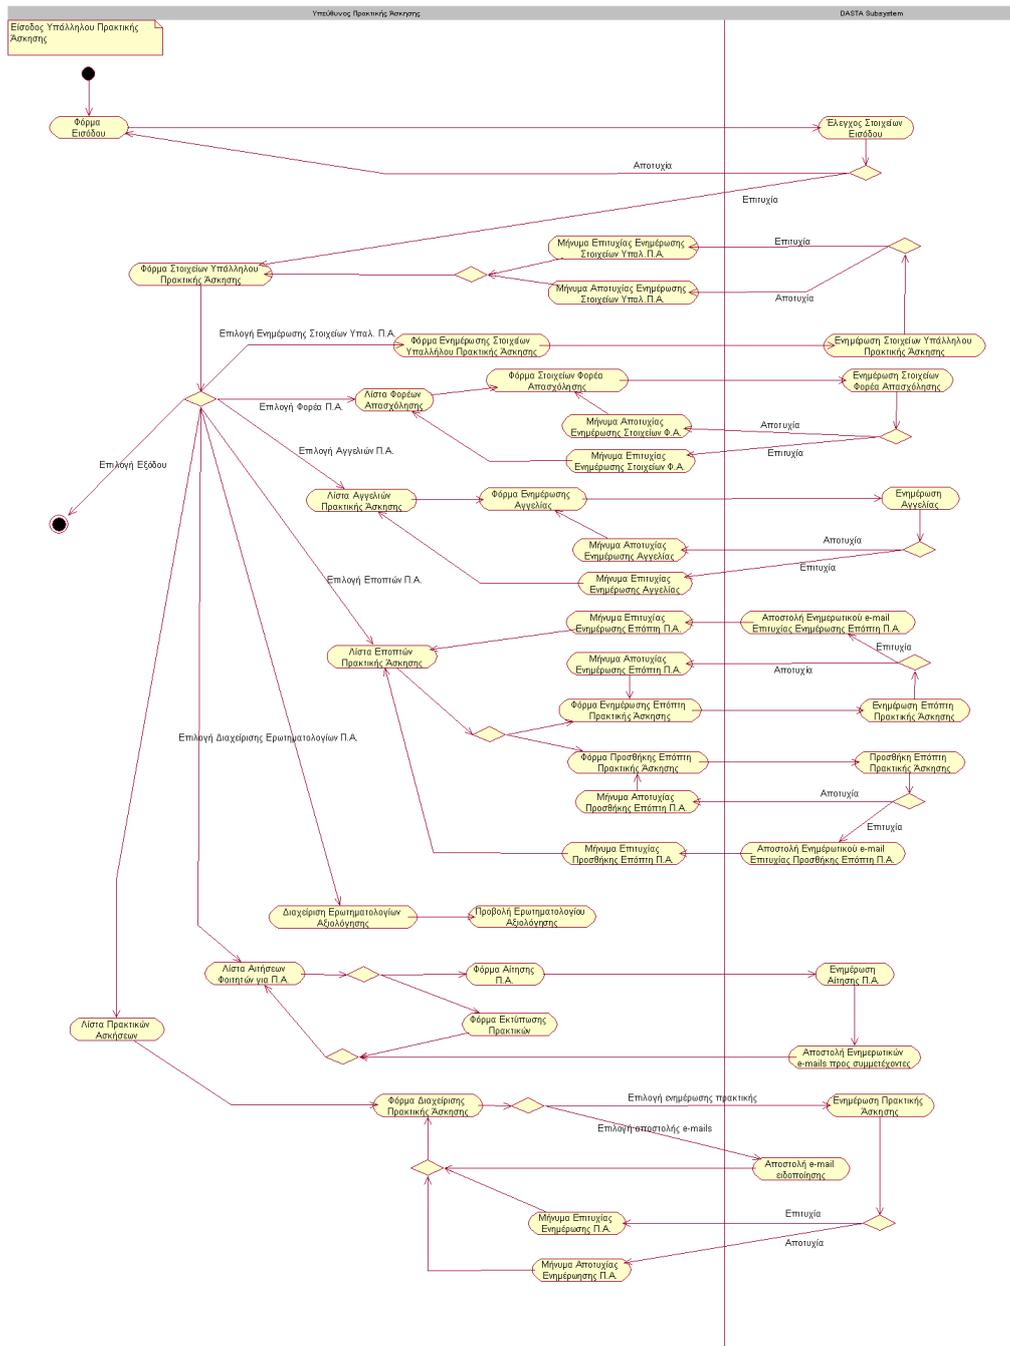 Υπεύθυνος Πρακτικής Άσκησης
DASTA Subsystem
Είσοδος Υπάλληλου Πρακτικής
Άσκησης
Φόρμα
Εισόδου
Έλεγχος Στοιχείων
Εισόδου
Αποτυχία
Επιτυχία
Μήνυμα Επιτυχίας Ενημέρωσης
Στοιχείων Υπαλ.Π.Α.
Επιτυχία
Φόρμα Στοιχείων Υπάλληλου
Πρακτικής Άσκησης
Μήνυμα Αποτυχίας Ενημέρωσης
Στοιχείων Υπαλ.Π.Α.
Αποτυχία
Επιλογή Ενημέρωσης Στοιχείων Υπαλ. Π.Α.
Φόρμα Ενημέρωσης Στοιχείων
Υπαλλήλου Πρακτικής Άσκησης
Ενημέρωση Στοιχείων Υπάλληλου
Πρακτικής Άσκησης
Φόρμα Στοιχείων Φορέα
Απασχόλησης
Ενημέρωση Στοιχείων
Φορέα Απασχόλησης
Λίστα Φορέων
Απασχόλησης
Επιλογή Φορέα Π.Α.
Μήνυμα Αποτυχίας
Ενημέρωσης Στοιχείων Φ.Α.
Αποτυχία
Επιλογή Αγγελιών Π.Α.
Μήνυμα Επιτυχίας
Ενημέρωσης Στοιχείων Φ.Α.
Επιτυχία
Επιλογή Εξόδου
Λίστα Αγγελιών
Πρακτικής Άσκησης
Φόρμα Ενημέρωσης
Αγγελίας
Ενημέρωση
Αγγελίας
Μήνυμα Αποτυχίας
Ενημέρωσης Αγγελίας
Αποτυχία
Επιτυχία
Μήνυμα Επιτυχίας
Ενημέρωσης Αγγελίας
Επιλογή Εποπτών Π.Α.
Μήνυμα Επιτυχίας
Ενημέρωσης Επόπτη Π.Α.
Αποστολή Ενημερωτικού e-mail
Επιτυχίας Ενημέρωσης Επόπτη Π.Α.
Επιτυχία
Λίστα Εποπτών
Πρακτικής Άσκησης
Μήνυμα Αποτυχίας
Ενημέρωσης Επόπτη Π.Α.
Αποτυχία
Φόρμα Ενημέρωσης Επόπτη
Πρακτικής Άσκησης
Ενημέρωση Επόπτη
Πρακτικής Άσκησης
Επιλογή Διαχείρισης Ερωτηματολογίων Π.Α.
Φόρμα Προσθήκης Επόπτη
Πρακτικής Άσκησης
Προσθήκη Επόπτη
Πρακτικής Άσκησης
Μήνυμα Αποτυχίας
Προσθήκης Επόπτη Π.Α.
Αποτυχία
Επιτυχία
Μήνυμα Επιτυχίας
Προσθήκης Επόπτη Π.Α.
Αποστολή Ενημερωτικού e-mail
Επιτυχίας Προσθήκης Επόπτη Π.Α.
Διαχείριση Ερωτηματολογίων
Αξιολόγησης
Προβολή Ερωτηματολογίου
Αξιολόγησης
Λίστα Αιτήσεων
Φοιτητών για Π.Α.
Φόρμα Αίτησης
Π.Α.
Ενημέρωση
Αίτησης Π.Α.
Λίστα Πρακτικών
Ασκήσεων
Φόρμα Εκτύπωσης
Πρακτικών
Αποστολή Ενημερωτικών
e-mails προς συμμετέχοντες
Φόρμα Διαχείρισης
Πρακτικής Άσκησης
Επιλογή ενημέρωσης πρακτικής
Ενημέρωση Πρακτικής
Άσκησης
Επιλογή αποστολής e-mails
Αποστολή e-mail
ειδοποίησης
Μήνυμα Επιτυχίας
Ενημέρωσης Π.Α.
Επιτυχία
Αποτυχία
Μήνυμα Αποτυχίας
Ενημέρωησης Π.Α.